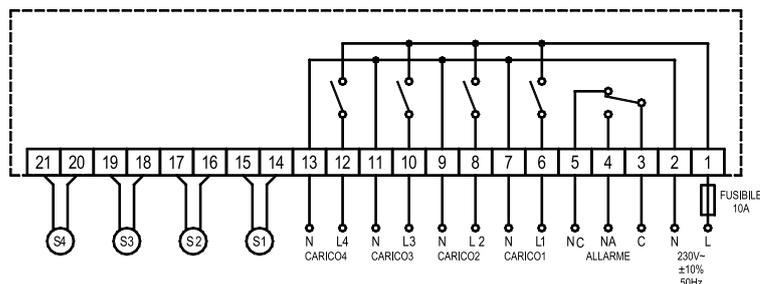 21 20 19 18 17 16 15 14 13 12 11 10 9 8 7 6 5 4 3 2 1
FUSIBILE
10A
S4 S3 S2 S1 N L4 N L3 N L2 N L1 NC NA C N L
CARICO4 CARICO3 CARICO2 CARICO1 ALLARME 230V~
±10%
50Hz